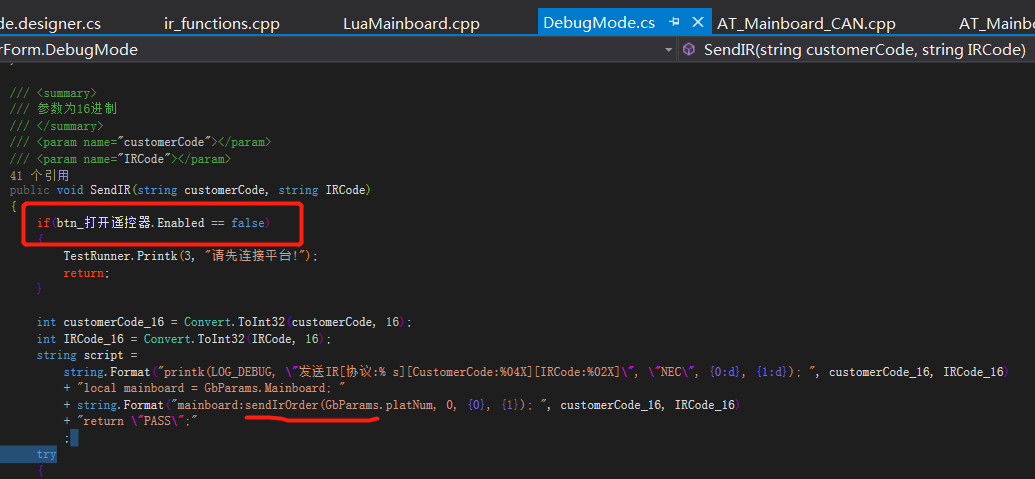 de.designer.cs ir_functions.cpp LuaMainboard.cpp DebugMode.cs AT_Mainboard_CAN.cpp AT_Mainbo
rForm.DebugMode SendIR(string customerCode, string IRCode)
/// <summary>
/// 参数为16进制
/// </summary>
/// <param name="customerCode"></param>
/// <param name="IRCode"></param>
41 个引用
public void SendIR(string customerCode, string IRCode)
{
if(btn_打开遥控器.Enabled == false)
{
TestRunner.Printk(3, "请先连接平台!");
return;
}
int customerCode_16 = Convert.ToInt32(customerCode, 16);
int IRCode_16 = Convert.ToInt32(IRCode, 16);
string script =
string.Format("printk(LOG_DEBUG, \"发送IR[协议:% s][CustomerCode:%04X][IRCode:%02X]\", \"NEC\", {0:d}, {1:d}); ", customerCode_16, IRCode_16)
+ "local mainboard = GbParams.Mainboard; "
+ string.Format("mainboard:sendIrOrder(GbParams.platNum, 0, {0}, {1}); ", customerCode_16, IRCode_16)
+ "return \"PASS\";"
;
try
{